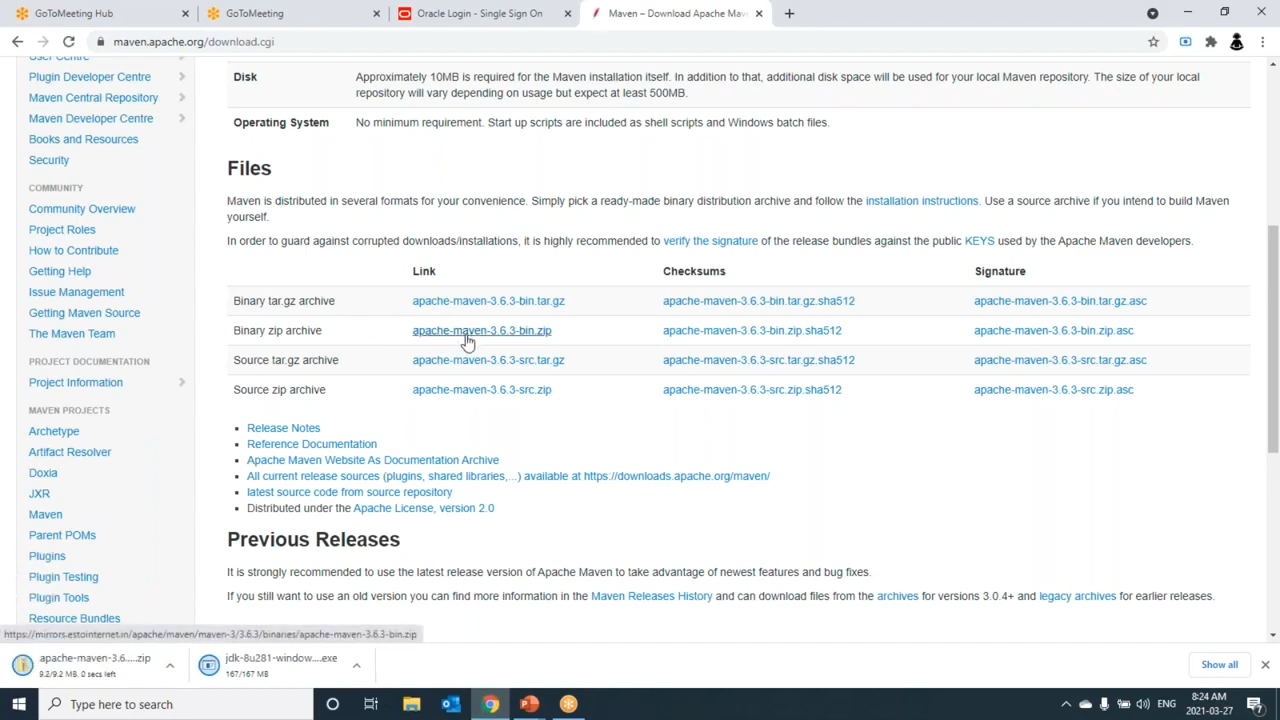 GoToMeeting Hub
GoToMeeting
Oracle Login - Single Sign On
Maven – Download Apache Mav
maven.apache.org/download.cgi
User Centre
Plugin Developer Centre
Maven Central Repository
Maven Developer Centre
Books and Resources
Security
COMMUNITY
Community Overview
Project Roles
How to Contribute
Getting Help
Issue Management
Getting Maven Source
The Maven Team
PROJECT DOCUMENTATION
Project Information
MAVEN PROJECTS
Archetype
Artifact Resolver
Doxia
JXR
Maven
Parent POMs
Plugins
Plugin Testing
Plugin Tools
Resource Bundles
Disk Approximately 10MB is required for the Maven installation itself. In addition to that, additional disk space will be used for your local Maven repository. The size of your local
repository will vary depending on usage but expect at least 500MB.
Operating System No minimum requirement. Start up scripts are included as shell scripts and Windows batch files.
Files
Maven is distributed in several formats for your convenience. Simply pick a ready-made binary distribution archive and follow the installation instructions. Use a source archive if you intend to build Maven
yourself.
In order to guard against corrupted downloads/installations, it is highly recommended to verify the signature of the release bundles against the public KEYS used by the Apache Maven developers.
Link Checksums Signature
Binary tar.gz archive apache-maven-3.6.3-bin.tar.gz apache-maven-3.6.3-bin.tar.gz.sha512 apache-maven-3.6.3-bin.tar.gz.asc
Binary zip archive apache-maven-3.6.3-bin.zip apache-maven-3.6.3-bin.zip.sha512 apache-maven-3.6.3-bin.zip.asc
Source tar.gz archive apache-maven-3.6.3-src.tar.gz apache-maven-3.6.3-src.tar.gz.sha512 apache-maven-3.6.3-src.tar.gz.asc
Source zip archive apache-maven-3.6.3-src.zip apache-maven-3.6.3-src.zip.sha512 apache-maven-3.6.3-src.zip.asc
Release Notes
Reference Documentation
Apache Maven Website As Documentation Archive
All current release sources (plugins, shared libraries,...) available at https://downloads.apache.org/maven/
latest source code from source repository
Distributed under the Apache License, version 2.0
Previous Releases
It is strongly recommended to use the latest release version of Apache Maven to take advantage of newest features and bug fixes.
If you still want to use an old version you can find more information in the Maven Releases History and can download files from the archives for versions 3.0.4+ and legacy archives for earlier releases.
https://mirrors.estointernet.in/apache/maven/maven-3/3.6.3/binaries/apache-maven-3.6.3-bin.zip
apache-maven-3.6....zip
9.2/9.2 MB, 0 secs left
jdk-8u281-window....exe
167/167 MB
Show all
Type here to search
ENG
8:24 AM
2021-03-27
7